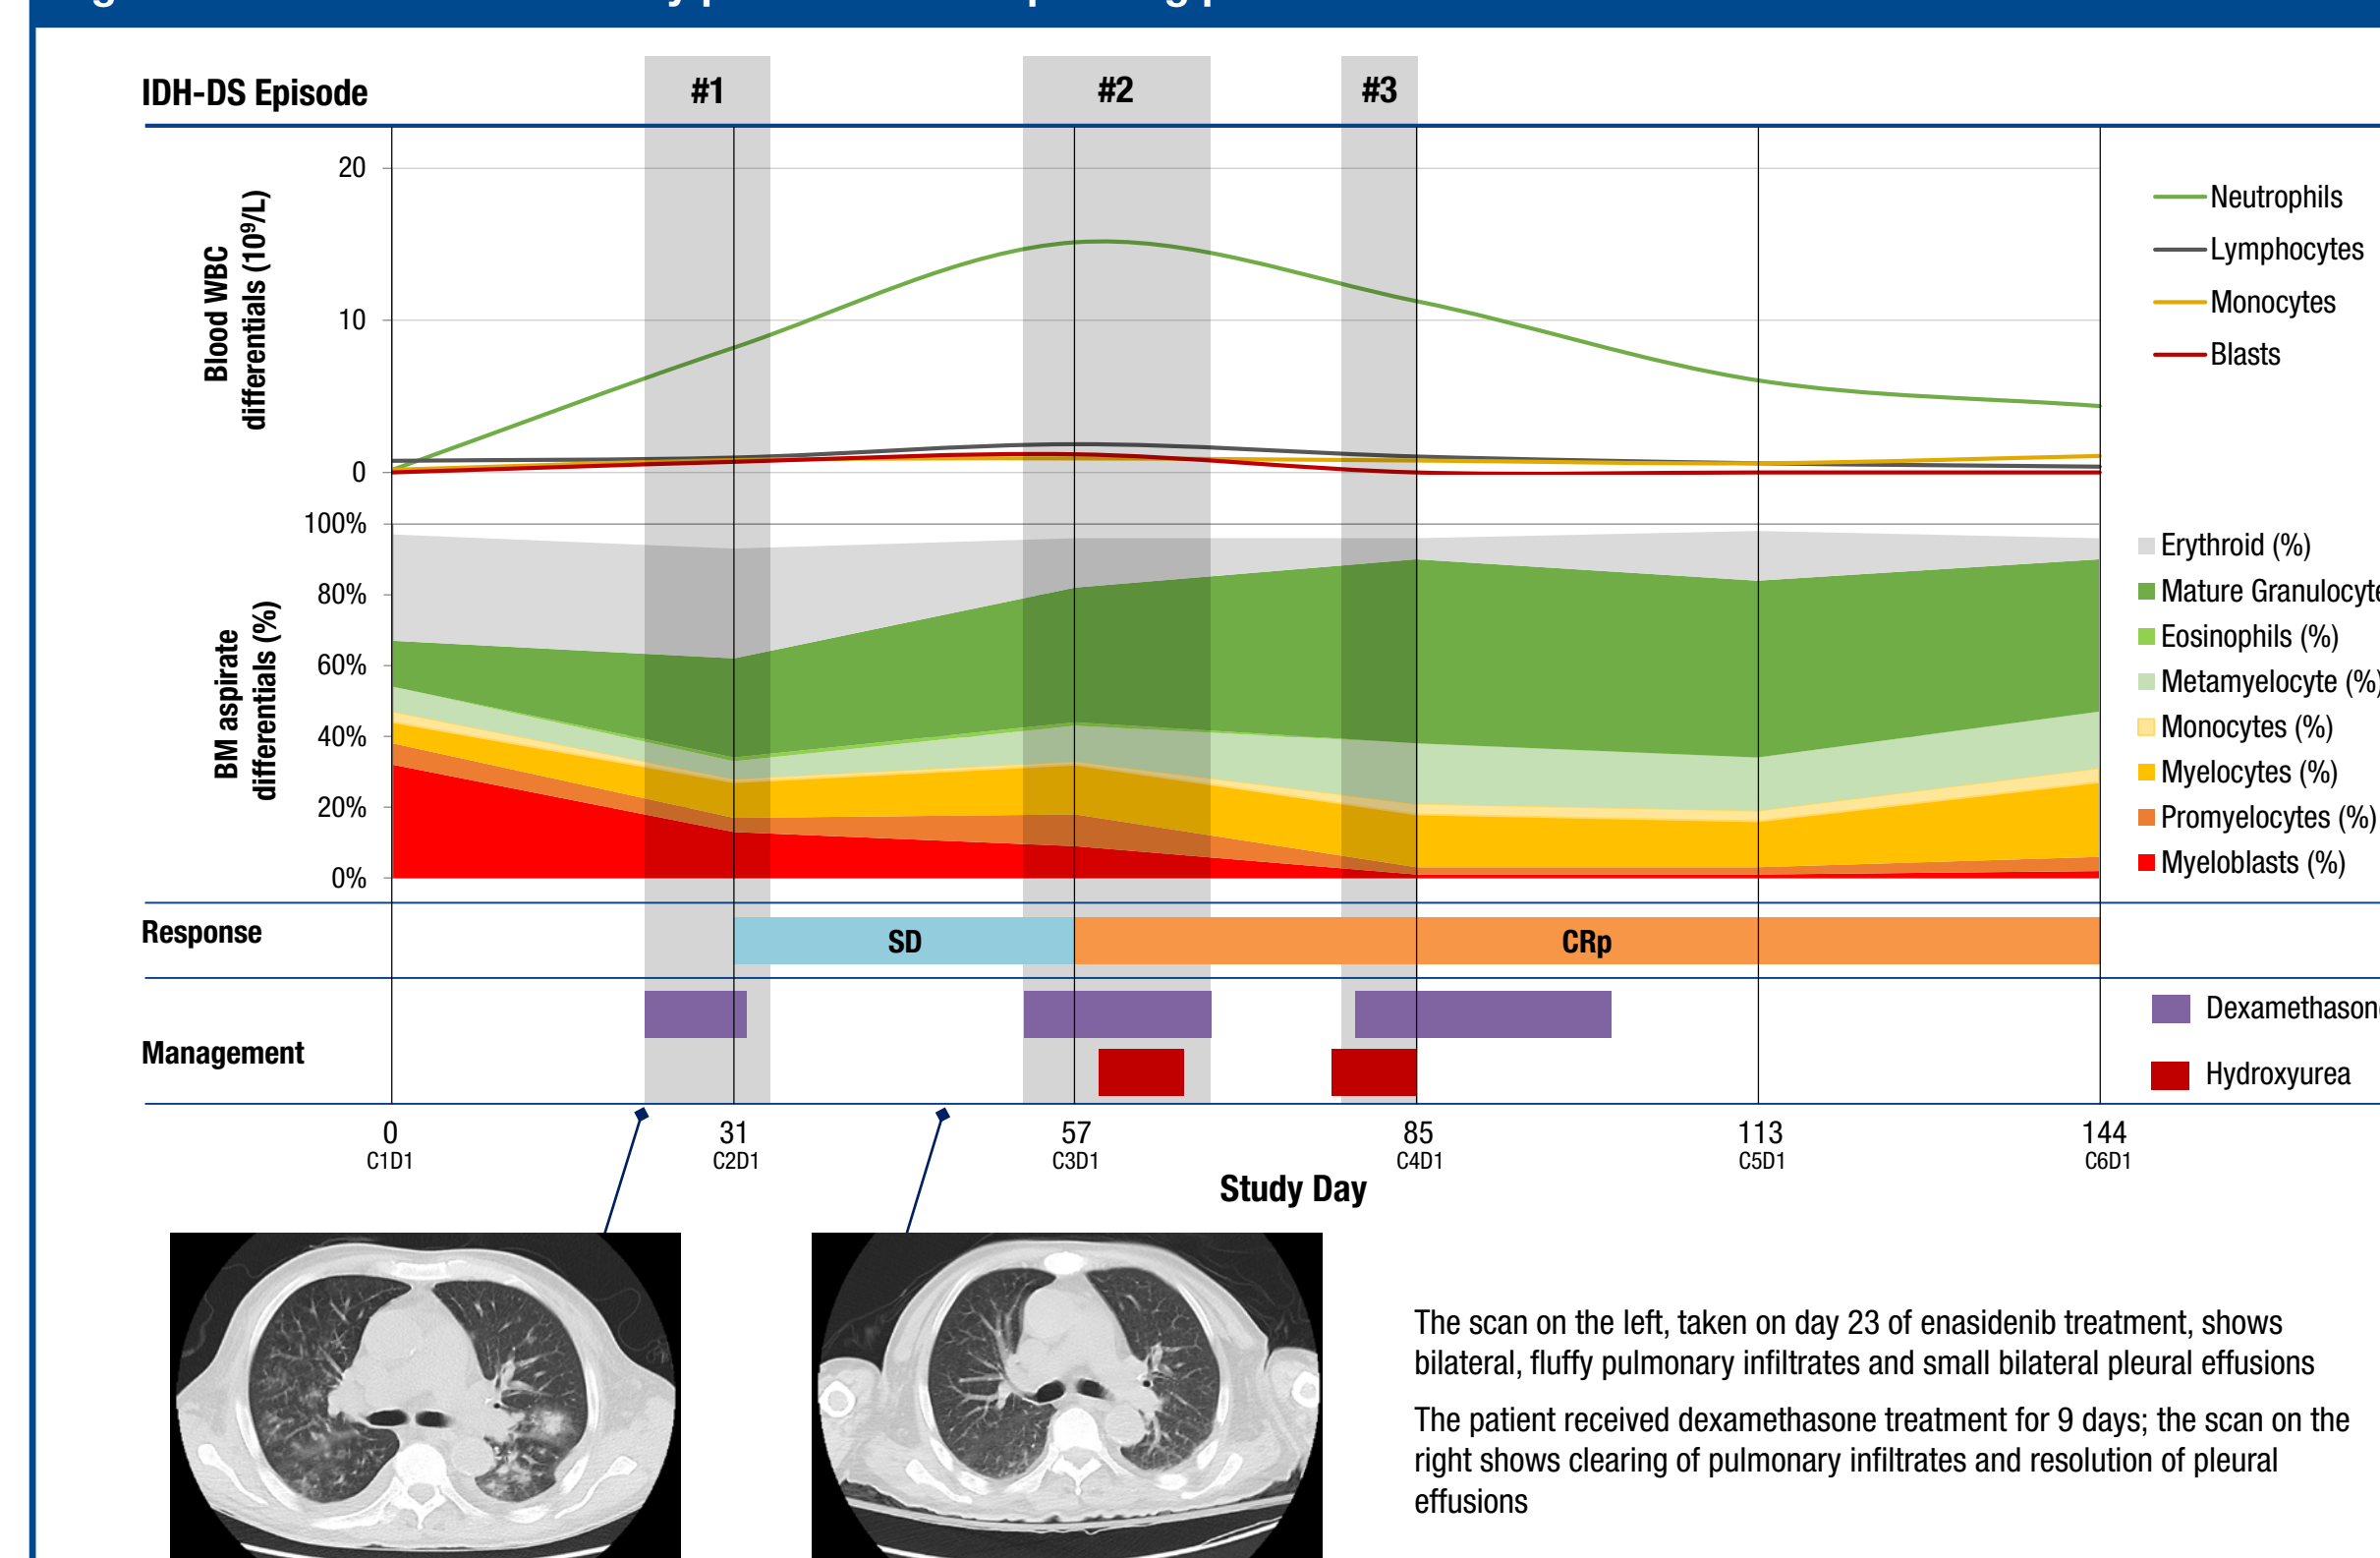 IDH-DS Episode
#1
#2
#3
Blood WBC
differentials (10⁹/L)
20
10
0
Neutrophils
Lymphocytes
Monocytes
Blasts
BM aspirate
differentials (%)
100%
80%
60%
40%
20%
0%
Erythroid (%)
Mature
Eosinophils (%)
Metamyelocyte (%)
Monocytes (%)
Myelocytes (%)
Promyelocytes (%)
Myeloblasts (%)
Response
SD
CRp
Management
Dexamethason
Hydroxyurea
0
31
57
85
113
144
C1D1
C2D1
C3D1
C4D1
C5D1
C6D1
Study Day
The scan on the left, taken on day 23 of enasidenib treatment, shows
bilateral, fluffy pulmonary infiltrates and small bilateral pleural effusions
The patient received dexamethasone treatment for 9 days; the scan on the
right shows clearing of pulmonary infiltrates and resolution of pleural
effusions